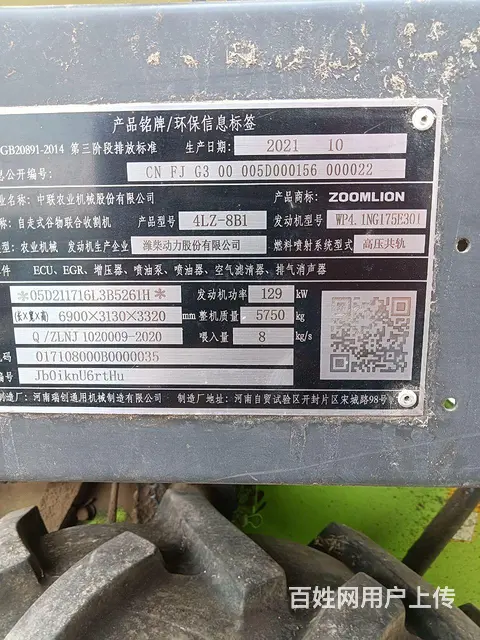 产品铭牌/环保信息标签
GB20891-2014 第三阶段排放标准 生产日期: 2021 10
息公开编号: CN FJ G3 00 005D000156 000022
中联农业机械股份有限公司 产品商标: ZOOMLION
自走式谷物联合收割机 产品型号 4LZ-8B1 发动机型号 WP4.1NG175E301
型: 农业机械 发动机生产企业 潍柴动力股份有限公司 燃料喷射系统型式 高压共轨
件 ECU、EGR、增压器、喷油泵、喷油器、空气滤清器、排气消声器
*05D211716L3B5261H* 发动机功率 129 kW
(长×宽×高) 6900×3130×3320 mm 整机质量 5750 kg
Q/ZLNJ 1020009-2020 喂入量 8 kg/s
码 017108000B0000035
编号 Jb0iknU6rtHu
制造厂: 河南瑞创通用机械制造有限公司 制造厂地址: 河南自贸试验区开封片区宋城路98号
百姓网用户上传